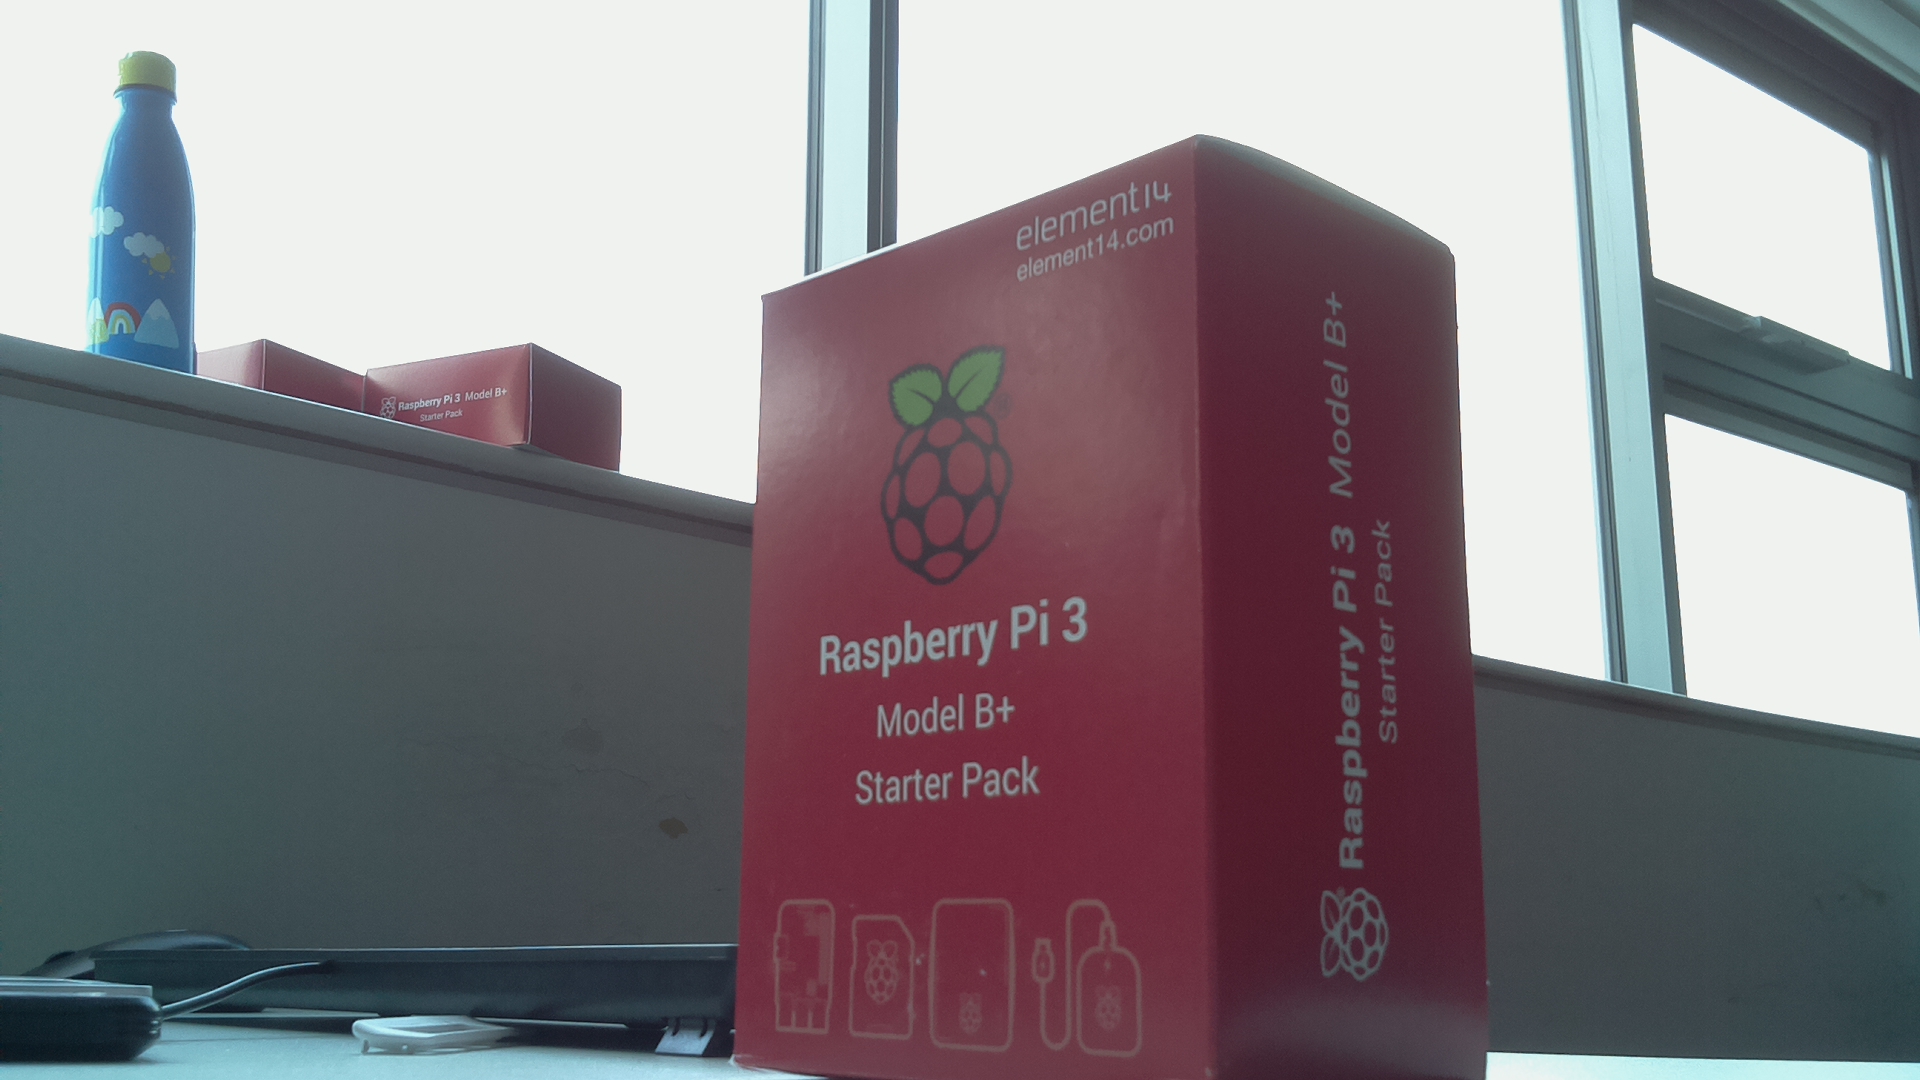 element14
element14.com
Raspberry Pi 3
Model B+
Starter Pack
Raspberry Pi 3 Model B+
Starter Pack
Raspberry Pi 3 Model B+
Starter Pack